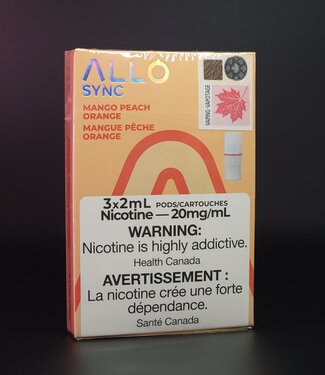 ALLO
SYNC
MANGO PEACH
ORANGE
MANGUE PÊCHE
ORANGE
VAPING VAPOTAGE
3x2mL PODS/CARTOUCHES
Nicotine — 20mg/mL
WARNING:
Nicotine is highly addictive.
Health Canada
AVERTISSEMENT :
La nicotine crée une forte
dépendance.
Santé Canada